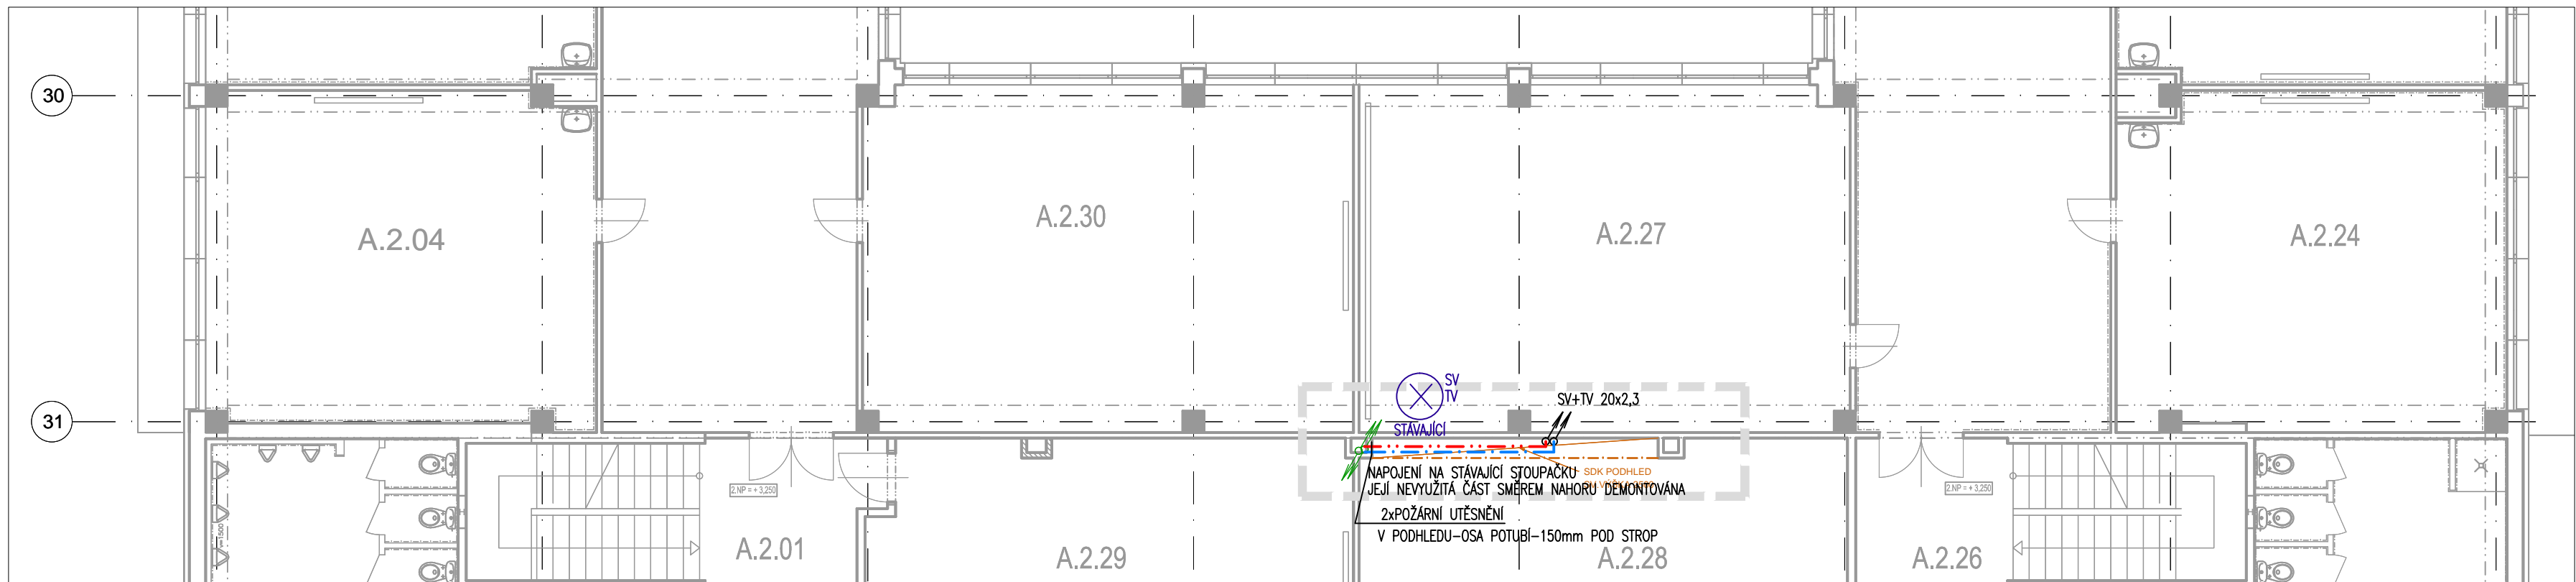 30
A.2.04
A.2.30
A.2.27
A.2.24
31
SV
TV
STÁVAJÍCÍ
SV+TV 20x2,3
NAPOJENÍ NA STÁVAJÍCÍ STOUPAČKU
SDK PODHLED
JEJÍ NEVYUŽITÁ ČÁST SMĚREM NAHORU DEMONTOVÁNA
2xPOŽÁRNÍ UTĚSNĚNÍ
V PODHLEDU-OSA POTUBÍ-150mm POD STROP
2.NP = + 3,250
2.NP = + 3,250
v=1500
A.2.01
A.2.29
A.2.28
A.2.26